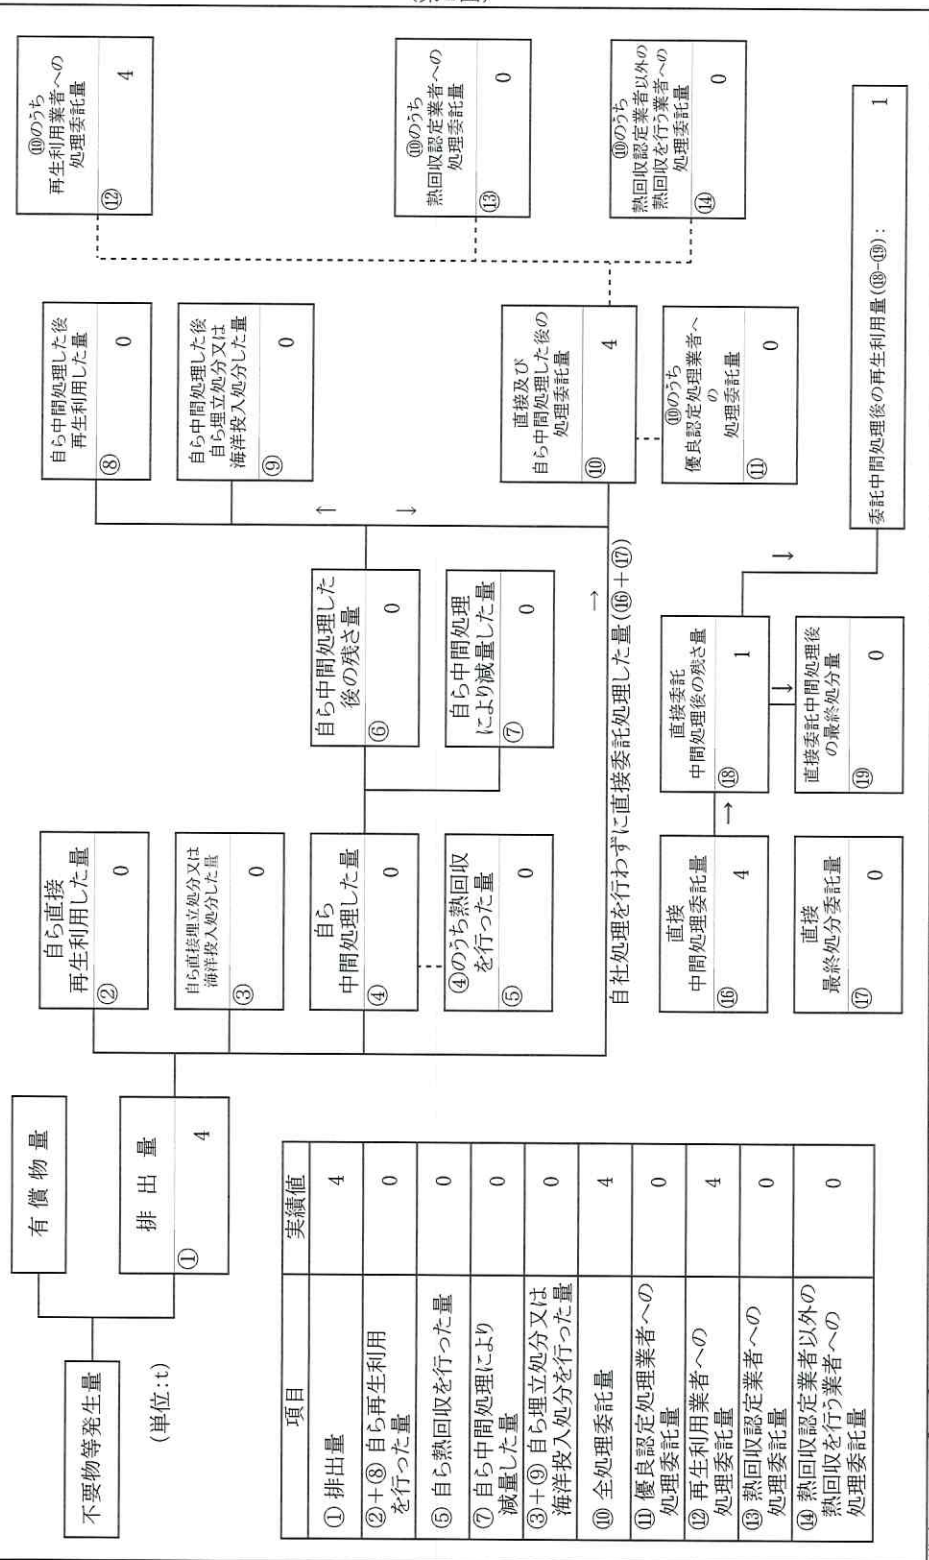 不要物等発生量
有償物量
排出量
①
4
(単位:t)
自ら直接
再生利用した量
②
0
自ら直接埋立処分又は
海洋投入処分した量
③
0
自ら
中間処理した量
④
0
④のうち熱回収
を行った量
⑤
0
自ら中間処理した
後の残さ量
⑥
0
自ら中間処理
により減量した量
⑦
0
自ら中間処理した後
再生利用した量
⑧
0
自ら中間処理した後
自ら埋立処分又は
海洋投入処分した量
⑨
0
↑
↓
直接及び
自ら中間処理した後の
処理委託量
⑩
4
⑩のうち
優良認定処理業者へ
の
処理委託量
⑪
0
⑩のうち
再生利用業者への
処理委託量
⑫
4
⑩のうち
熱回収認定業者への
処理委託量
⑬
0
⑩のうち
熱回収認定業者以外の
熱回収を行う業者への
処理委託量
⑭
0
→
自社処理を行わずに直接委託処理した量(⑯+⑰)
直接
中間処理委託量
⑯
4
→
直接
最終処分委託量
⑰
0
直接委託
中間処理後の残さ量
⑱
1
↓
直接委託中間処理後
の最終処分量
⑲
0
↓
委託中間処理後の再生利用量(⑱-⑲):
1
項目
実績値
① 排出量
4
②+⑧ 自ら再生利用
を行った量
0
⑤ 自ら熱回収を行った量
0
⑦ 自ら中間処理により
減量した量
0
③+⑨ 自ら埋立処分又は
海洋投入処分を行った量
0
⑩ 全処理委託量
4
⑪ 優良認定処理業者への
処理委託量
0
⑫ 再生利用業者への
処理委託量
4
⑬ 熱回収認定業者への
処理委託量
0
⑭ 熱回収認定業者以外の
熱回収を行う業者への
処理委託量
0